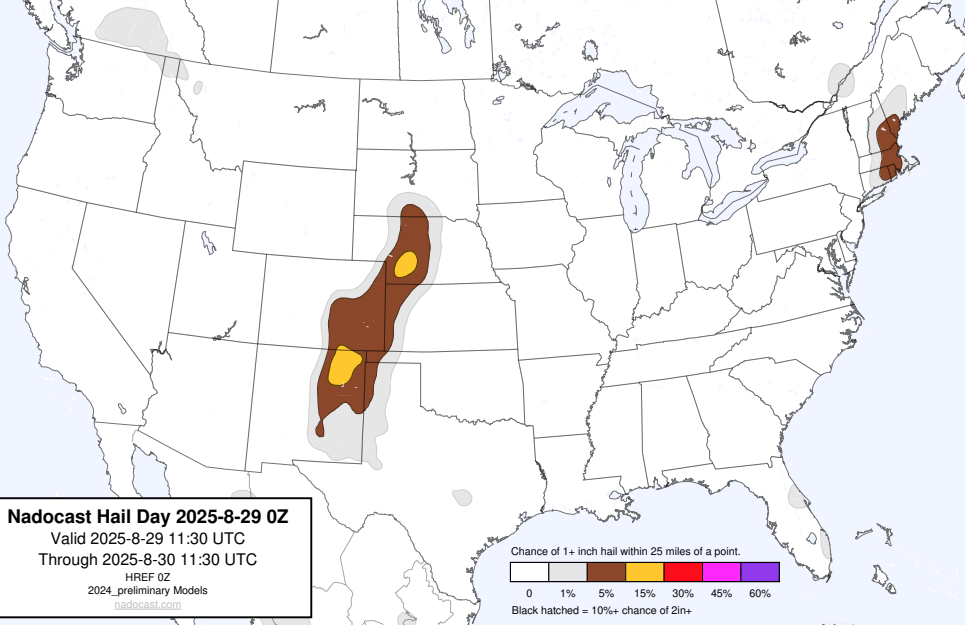 Nadocast Hail Day 2025-8-29 0Z
Valid 2025-8-29 11:30 UTC
Through 2025-8-30 11:30 UTC
HREF 0Z
2024_preliminary Models
nadocast.com
Chance of 1+ inch hail within 25 miles of a point.
0 1% 5% 15% 30% 45% 60%
Black hatched = 10%+ chance of 2in+